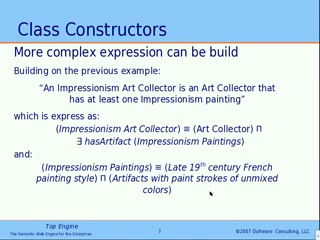 Class Constructors
More complex expression can be build
Building on the previous example:
“An Impressionism Art Collector is an Art Collector that
has at least one Impressionism painting”
which is express as:
(Impressionism Art Collector) ≡ (Art Collector) ⊓
∃ hasArtifact (Impressionism Paintings)
and:
(Impressionism Paintings) ≡ (Late 19th century French
painting style) ⊓ (Artifacts with paint strokes of unmixed
colors)
Top Engine
The Semantic Web Engine for the Enterprise
7
©2007 Dufresne Consulting, LLC